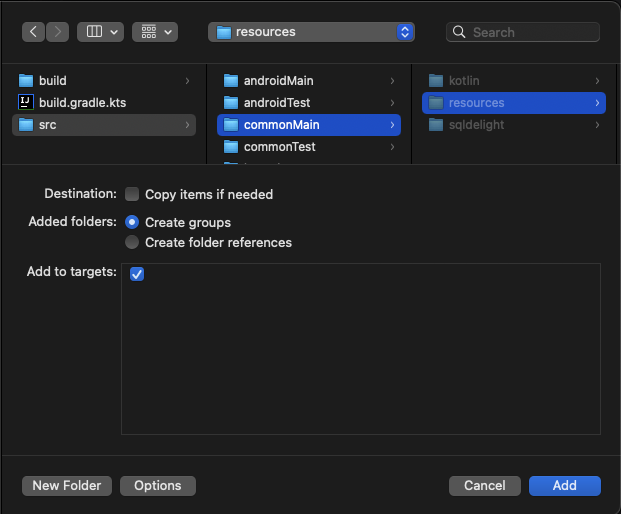 resources
Search
build
build.gradle.kts
src
androidMain
androidTest
commonMain
commonTest
kotlin
resources
sqldelight
Destination:
Copy items if needed
Added folders:
Create groups
Create folder references
Add to targets:
New Folder
Options
Cancel
Add